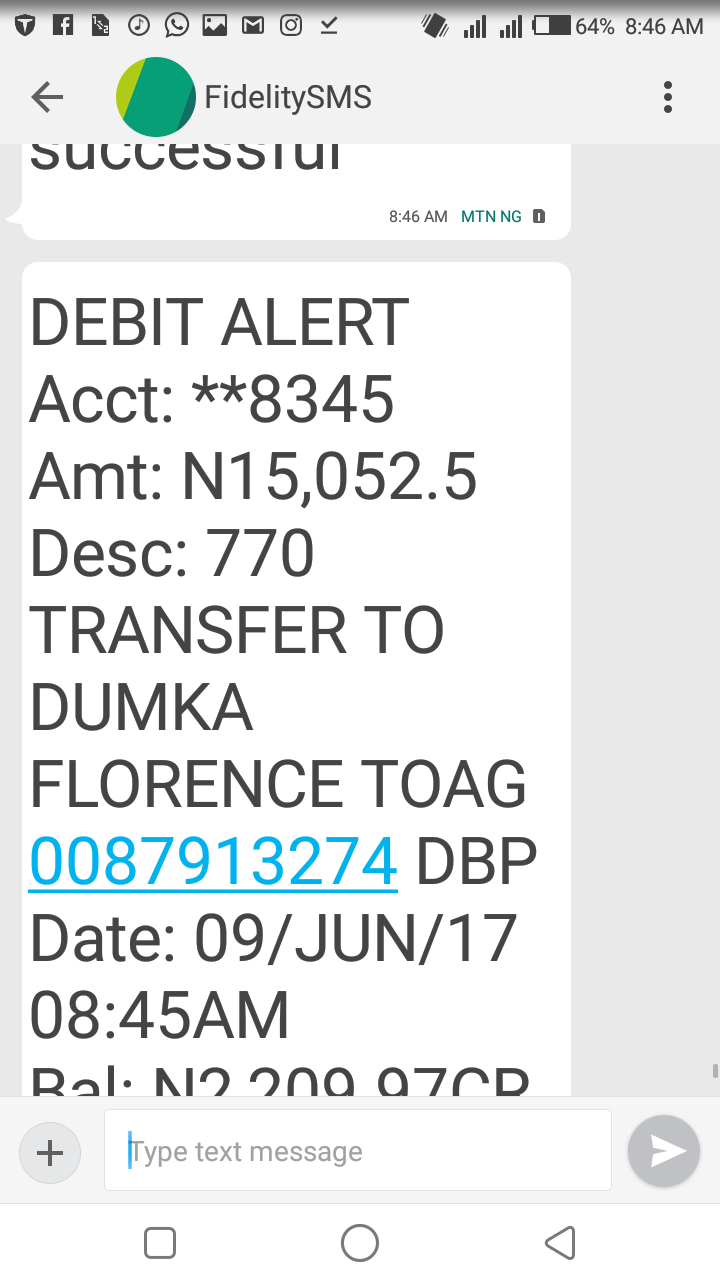 64% 8:46 AM
FidelitySMS
successful
8:46 AM MTN NG
DEBIT ALERT
Acct: **8345
Amt: N15,052.5
Desc: 770
TRANSFER TO
DUMKA
FLORENCE TOAG
0087913274 DBP
Date: 09/JUN/17
08:45AM
Bal: N2,209.97CR
Type text message